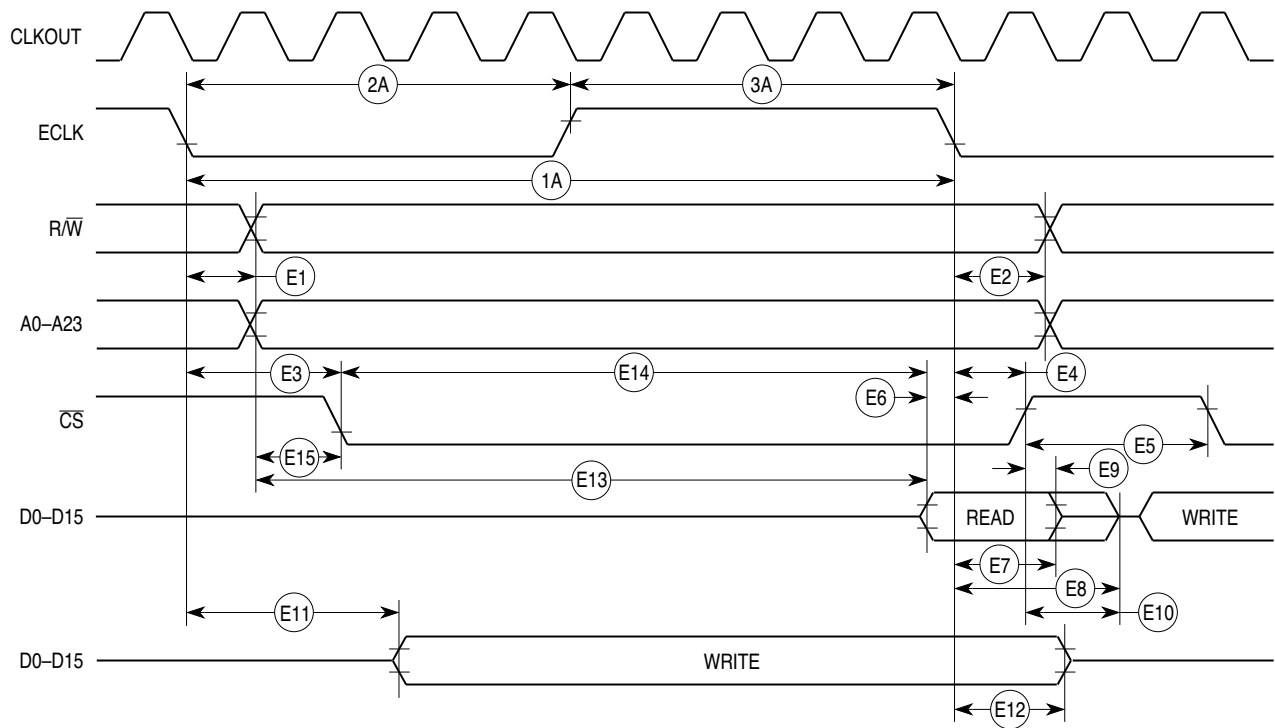 CLKOUT
2A
3A
ECLK
1A
R/W̅
E1
E2
A0–A23
E3
E14
E4
E6
C̅S̅
E15
E5
E9
E13
D0–D15
READ
WRITE
E7
E8
E11
E10
D0–D15
WRITE
E12